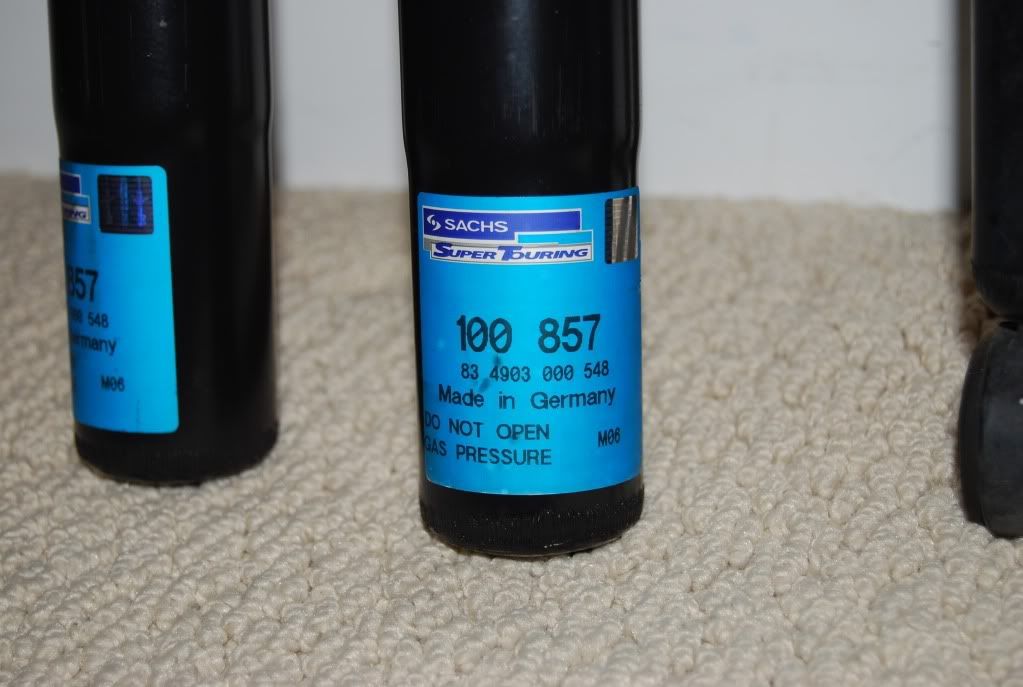 857
548
M06
SACHS
SUPER TOURING
100 857
83 4903 000 548
Made in Germany
DO NOT OPEN
GAS PRESSURE
M06